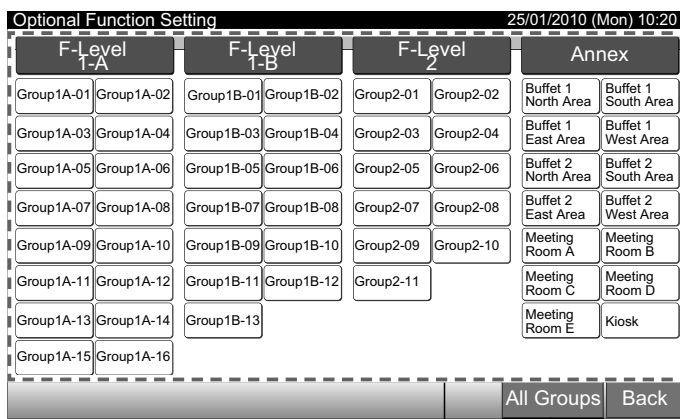 Optional Function Setting 25/01/2010 (Mon) 10:20
F-Level
1-A
F-Level
1-B
F-Level
2
Annex
Group1A-01 Group1A-02 Group1B-01 Group1B-02 Group2-01 Group2-02 Buffet 1
North Area Buffet 1
South Area
Group1A-03 Group1A-04 Group1B-03 Group1B-04 Group2-03 Group2-04 Buffet 1
East Area Buffet 1
West Area
Group1A-05 Group1A-06 Group1B-05 Group1B-06 Group2-05 Group2-06 Buffet 2
North Area Buffet 2
South Area
Group1A-07 Group1A-08 Group1B-07 Group1B-08 Group2-07 Group2-08 Buffet 2
East Area Buffet 2
West Area
Group1A-09 Group1A-10 Group1B-09 Group1B-10 Group2-09 Group2-10 Meeting
Room A Meeting
Room B
Group1A-11 Group1A-12 Group1B-11 Group1B-12 Group2-11 Meeting
Room C Meeting
Room D
Group1A-13 Group1A-14 Group1B-13 Meeting
Room E Kiosk
Group1A-15 Group1A-16
All Groups Back